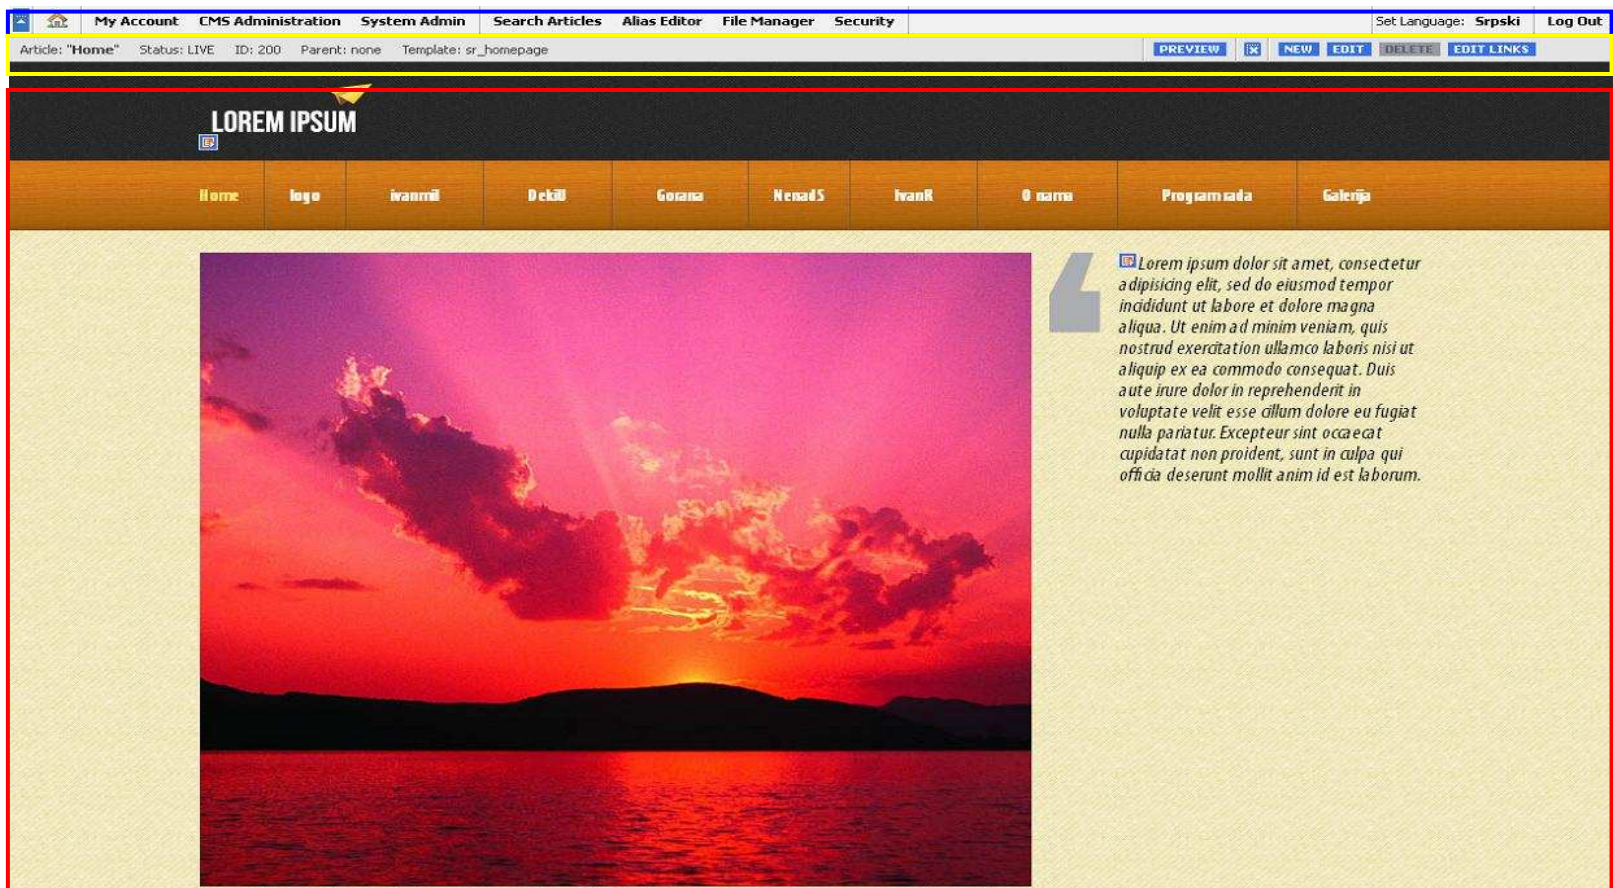 My Account CMS Administration System Admin Search Articles Alias Editor File Manager Security Set Language: Srpski Log Out
Article: "Home" Status: LIVE ID: 200 Parent: none Template: sr_homepage PREVIEW NEW EDIT DELETE EDIT LINKS
LOREM IPSUM
Home logo ivanmil DekiU Gorana NenadS IvanR O nama Program rada Galerija
Lorem ipsum dolor sit amet, consectetur
adipisicing elit, sed do eiusmod tempor
incididunt ut labore et dolore magna
aliqua. Ut enim ad minim veniam, quis
nostrud exercitation ullamco laboris nisi ut
aliquip ex ea commodo consequat. Duis
aute irure dolor in reprehenderit in
voluptate velit esse cillum dolore eu fugiat
nulla pariatur. Excepteur sint occaecat
cupidatat non proident, sunt in culpa qui
officia deserunt mollit anim id est laborum.